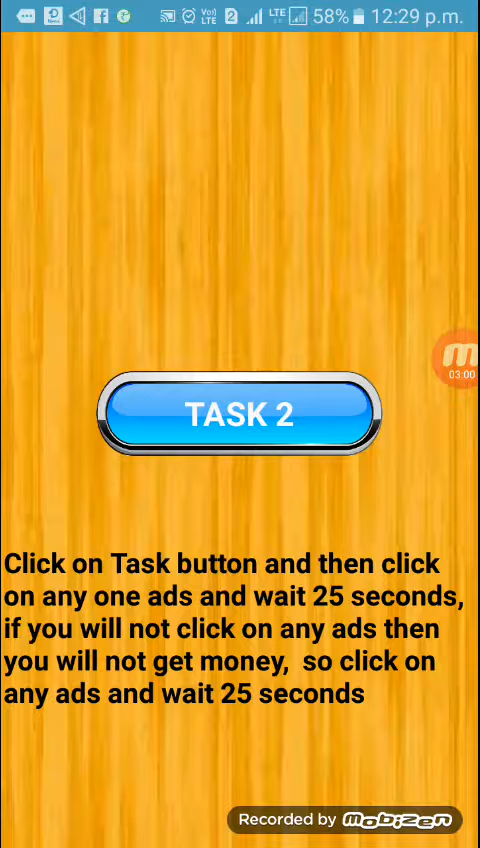 58% 12:29 p.m.
03:00
TASK 2
Click on Task button and then click
on any one ads and wait 25 seconds,
if you will not click on any ads then
you will not get money, so click on
any ads and wait 25 seconds
Recorded by mobizen